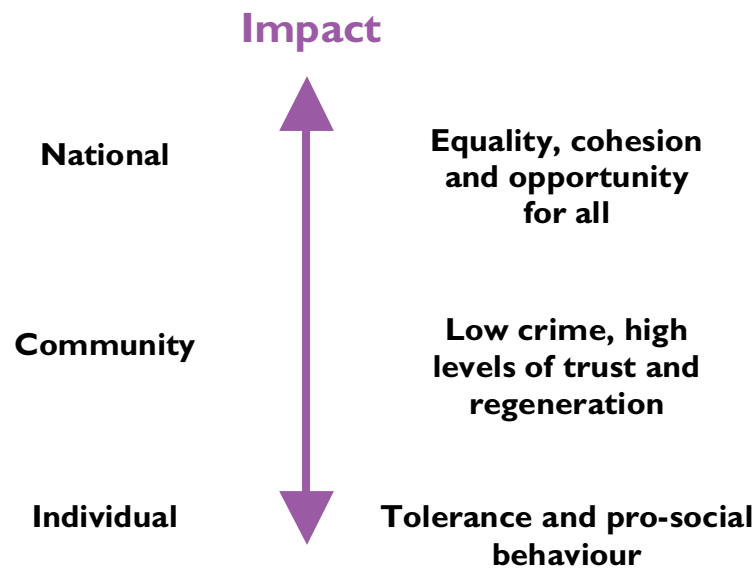 Impact
National
Equality, cohesion
and opportunity
for all
Community
Low crime, high
levels of trust and
regeneration
Individual
Tolerance and pro-social
behaviour